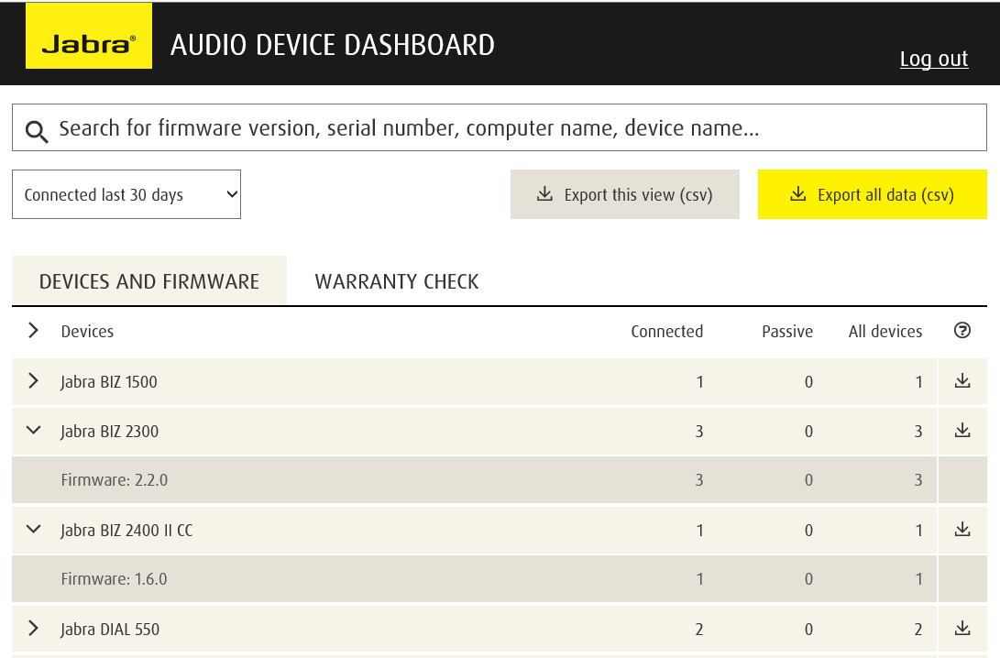 Jabra® AUDIO DEVICE DASHBOARD
Log out
Search for firmware version, serial number, computer name, device name...
Connected last 30 days Export this view (csv) Export all data (csv)
DEVICES AND FIRMWARE WARRANTY CHECK
Devices Connected Passive All devices ?
Jabra BIZ 1500 1 0 1
Jabra BIZ 2300 3 0 3
Firmware: 2.2.0 3 0 3
Jabra BIZ 2400 II CC 1 0 1
Firmware: 1.6.0 1 0 1
Jabra DIAL 550 2 0 2